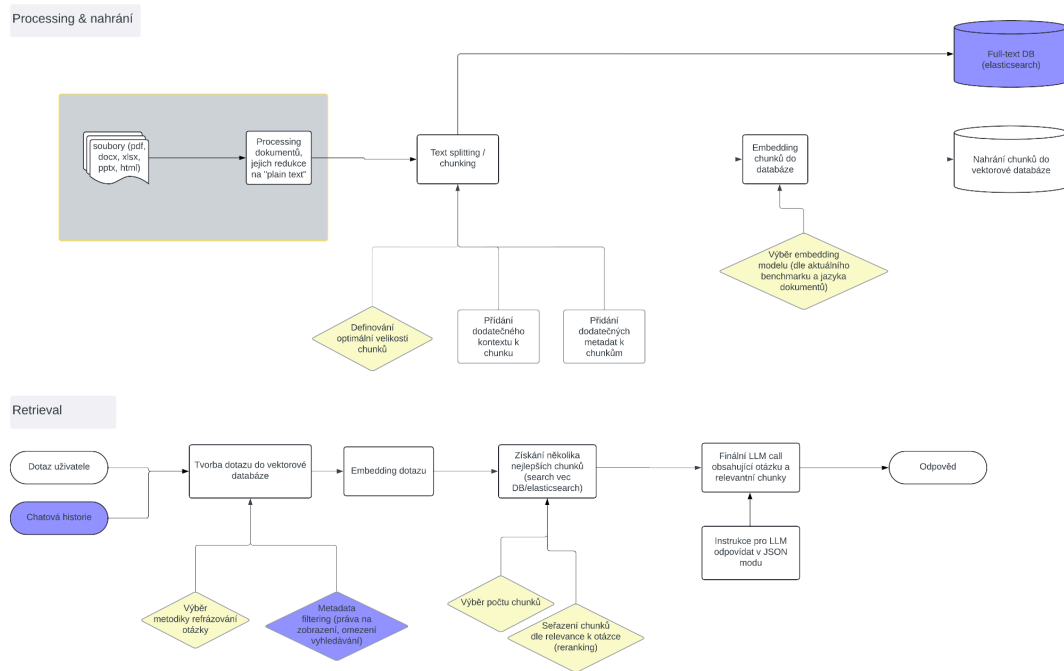 Processing & nahrání
Full-text DB
(elasticsearch)
soubory (pdf,
docx, xlsx,
pptx, html)
Processing
dokumentů,
jejich redukce
na "plain text"
Text splitting /
chunking
Embedding
chunků do
databáze
Nahrání chunků do
vektorové databáze
Výběr embedding
modelu (dle aktuálního
benchmarku a jazyka
dokumentů)
Definování
optimální velikosti
chunků
Přídání
dodatečného
kontextu k
chunku
Přídání
dodatečných
metadat k
chunkům
Retrieval
Dotaz uživatele
Chatová historie
Tvorba dotazu do vektorové
databáze
Embedding dotazu
Získání několika
nejlepších chunků
(search vec
DB/elasticsearch)
Finální LLM call
obsahující otázku a
relevantní chunky
Odpověd
Instrukce pro LLM
odpovídat v JSON
modu
Výběr
metodiky refrázování
otázky
Metadata
filtering (práva na
zobrazení, omezení
vyhledávání)
Výběr počtu chunků
Seřazení chunků
dle relevance k otázce
(reranking)